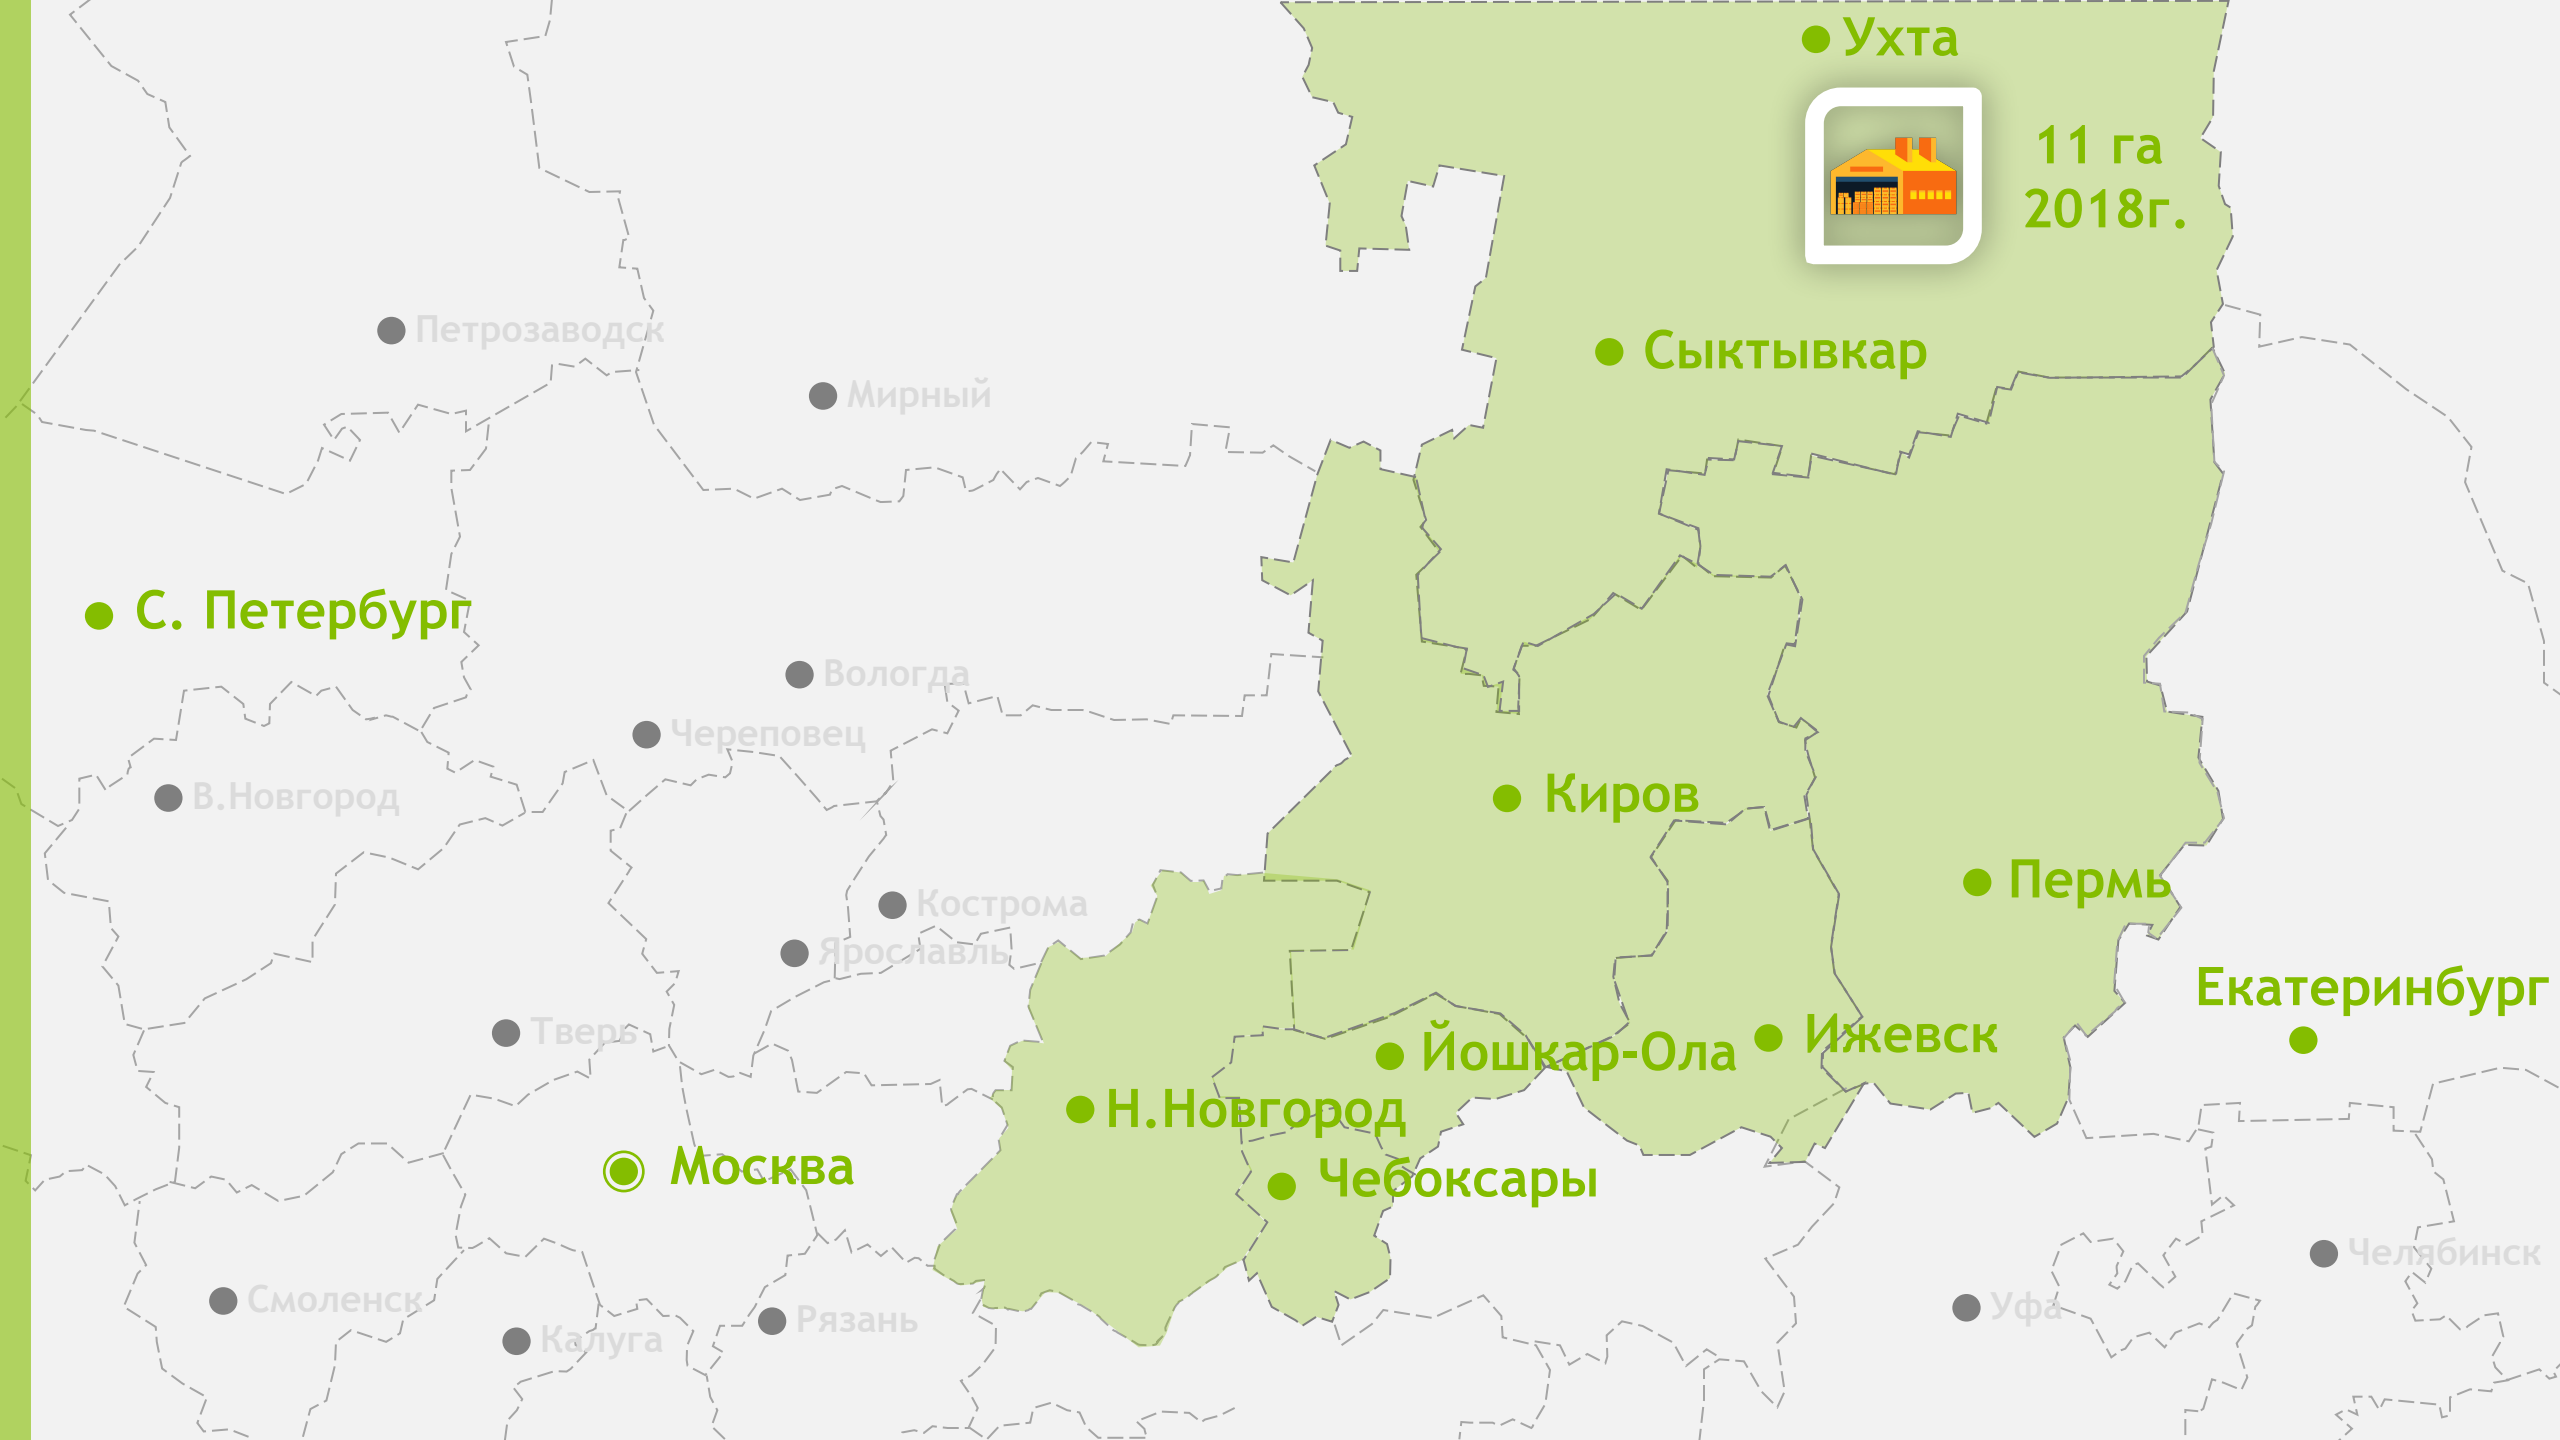 Ухта
11 га
2018г.
Петрозаводск
Сыктывкар
Мирный
С. Петербург
Вологда
Череповец
В.Новгород
Киров
Пермь
Кострома
Ярославль
Екатеринбург
Тверь
Йошкар-Ола
Ижевск
Н.Новгород
Москва
Чебоксары
Челябинск
Смоленск
Уфа
Рязань
Калуга